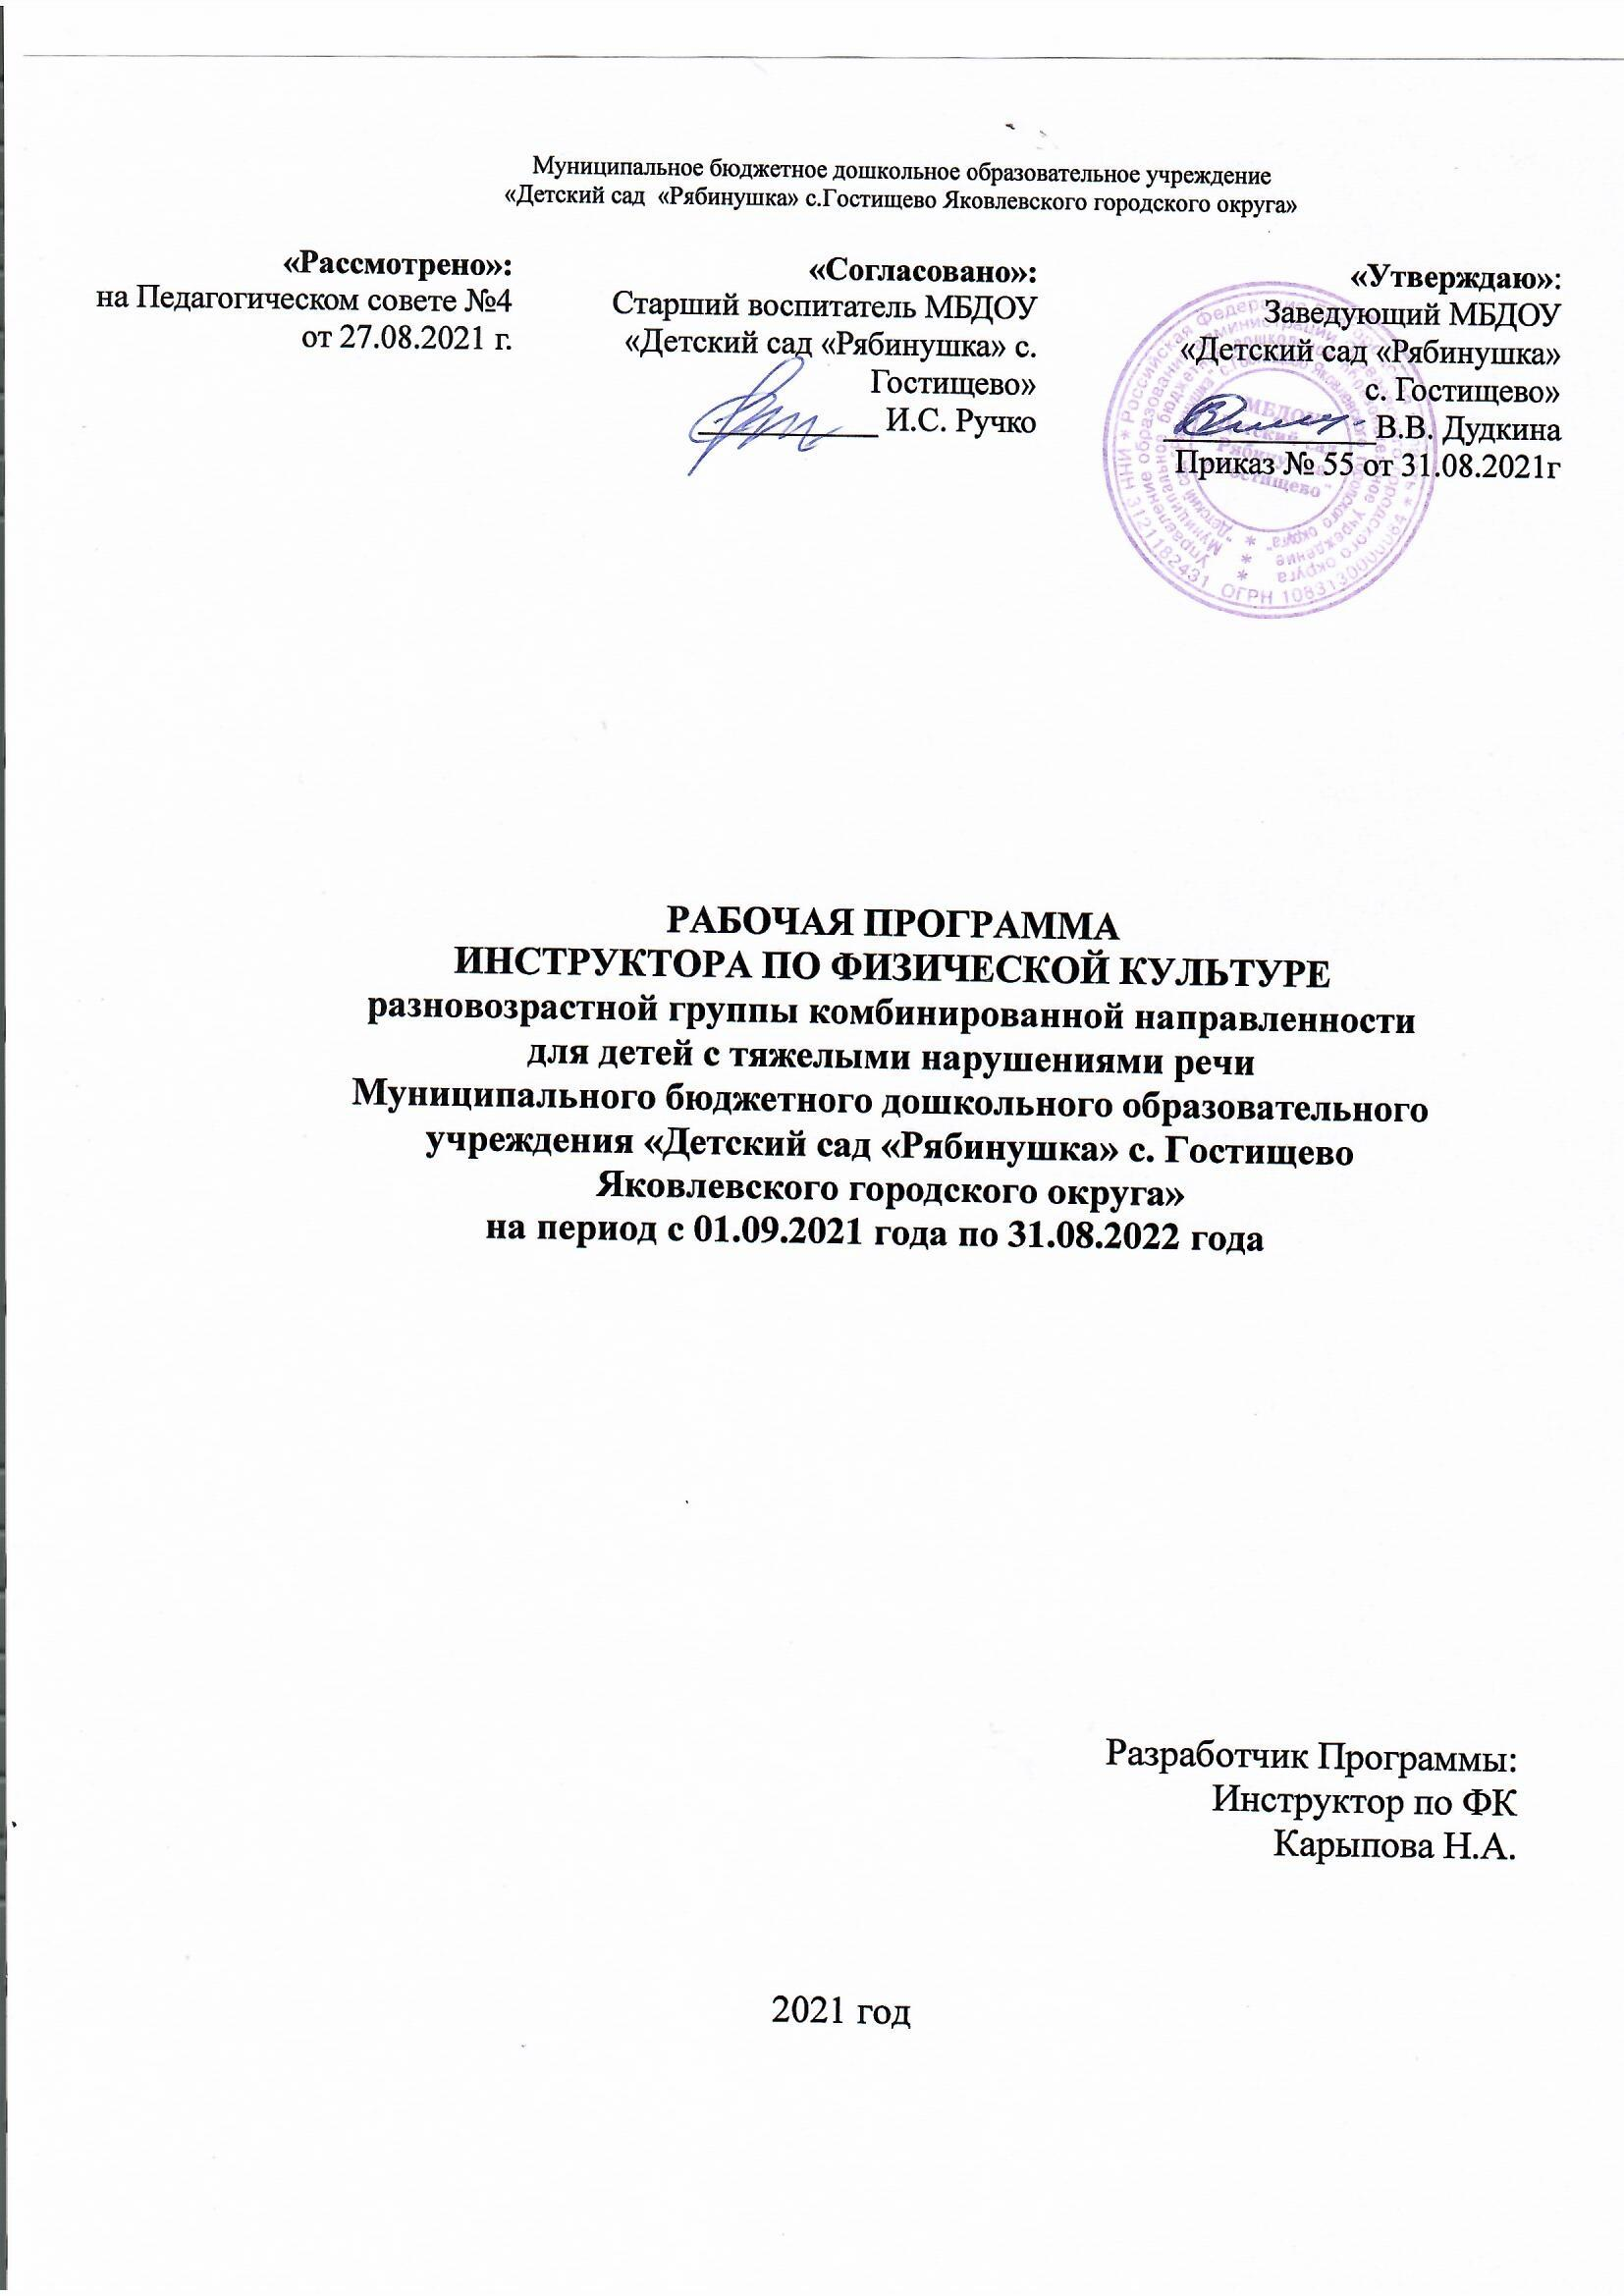 Муниципальное бюджетное дошкольное образовательное учреждение
«Детский сад «Рябинушка» с.Гостищево Яковлевского городского округа»
«Рассмотрено»:
на Педагогическом совете №4
от 27.08.2021 г.
«Согласовано»:
Старший воспитатель МБДОУ
«Детский сад «Рябинушка» с.
Гостищево»
____________ И.С. Ручко
«Утверждаю»:
Заведующий МБДОУ
«Детский сад «Рябинушка»
с. Гостищево»
______________В.В. Дудкина
Приказ № 55 от 31.08.2021г
РАБОЧАЯ ПРОГРАММА
ИНСТРУКТОРА ПО ФИЗИЧЕСКОЙ КУЛЬТУРЕ
разновозрастной группы комбинированной направленности
для детей с тяжелыми нарушениями речи
Муниципального бюджетного дошкольного образовательного
учреждения «Детский сад «Рябинушка» с. Гостищево
Яковлевского городского округа»
на период с 01.09.2021 года по 31.08.2022 года
Разработчик Программы:
Инструктор по ФК
Карыпова Н.А.
2021 год